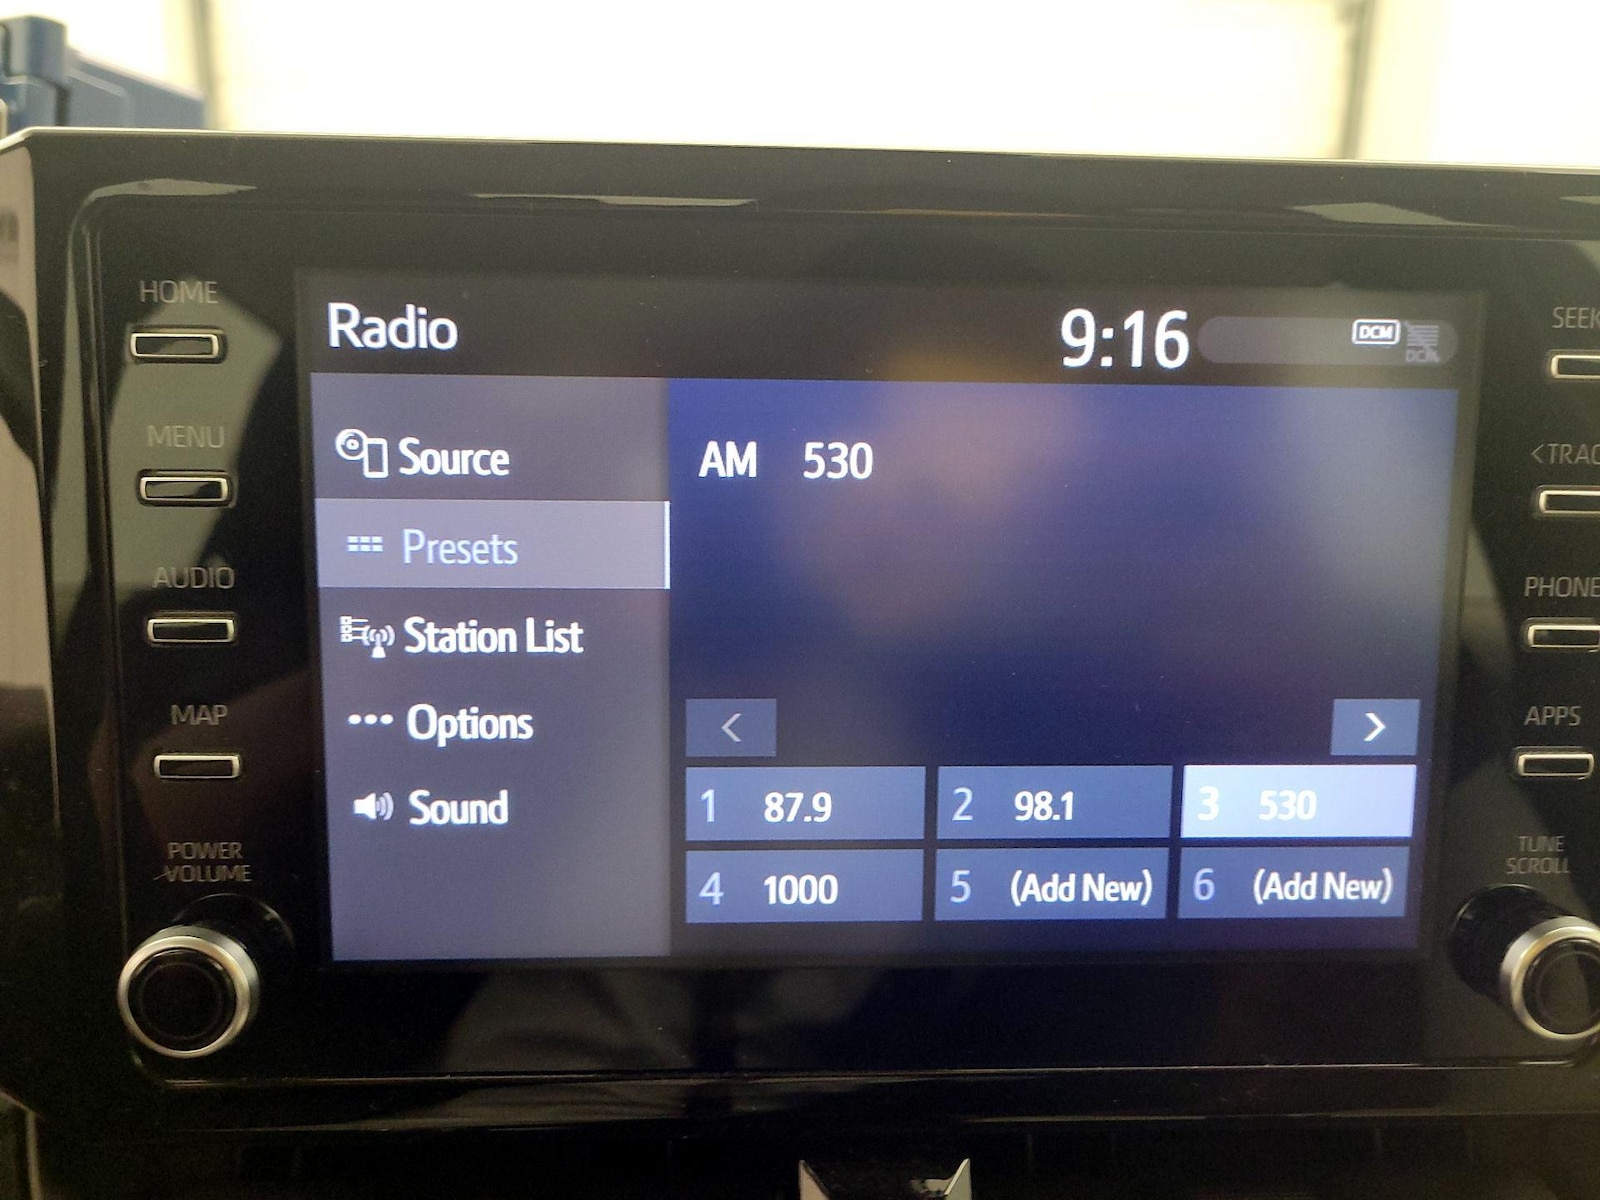 HOME
MENU
AUDIO
MAP
POWER
VOLUME
Radio
9:16
DCM
DCM
Source
Presets
Station List
Options
Sound
AM 530
<
>
1 87.9
2 98.1
3 530
4 1000
5 (Add New)
6 (Add New)
SEEK
<TRAC
PHONE
APPS
TUNE
SCROLL